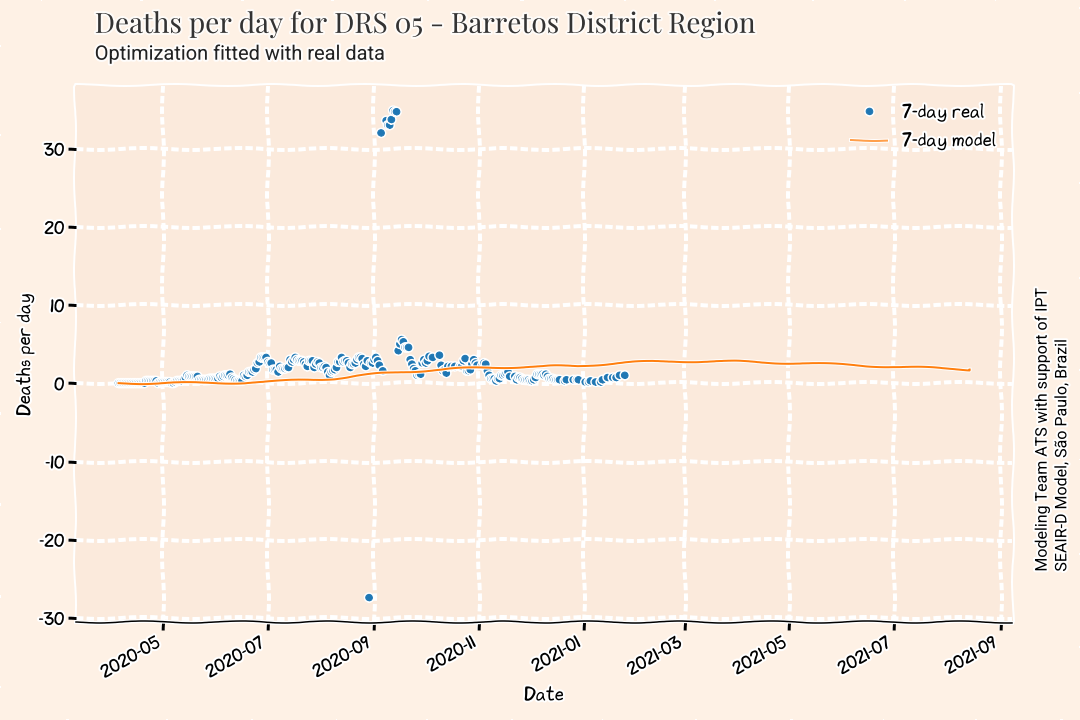 Deaths per day for DRS 05 - Barretos District Region
Optimization fitted with real data
7-day real
7-day model
30
20
10
0
-10
-20
-30
Deaths per day
2020-05
2020-07
2020-09
2020-11
2021-01
2021-03
2021-05
2021-07
2021-09
Date
Modeling Team ATS with support of IPT
SEAIR-D Model, São Paulo, Brazil